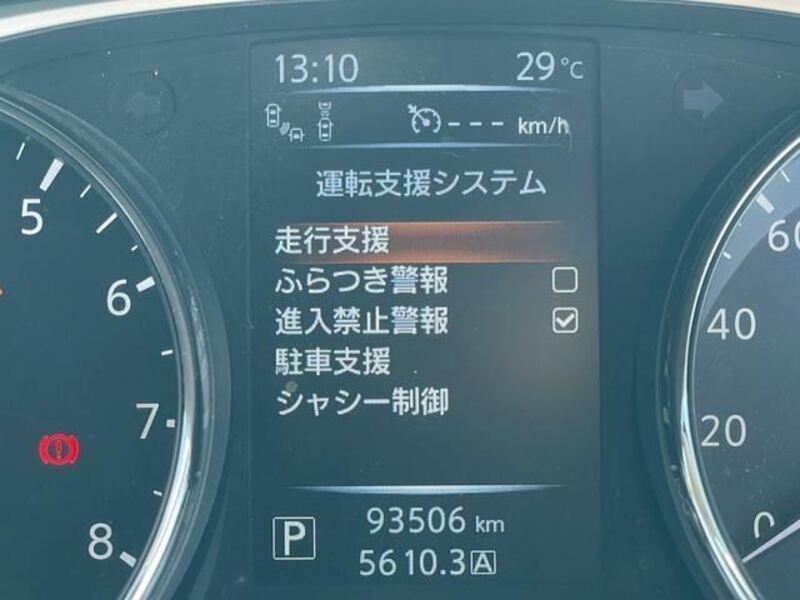 13:10 29°C
--- km/h
運転支援システム
走行支援
ふらつき警報
進入禁止警報
駐車支援
シャシー制御
P 93506 km
5610.3 A
5
6
7
8
60
40
20
0